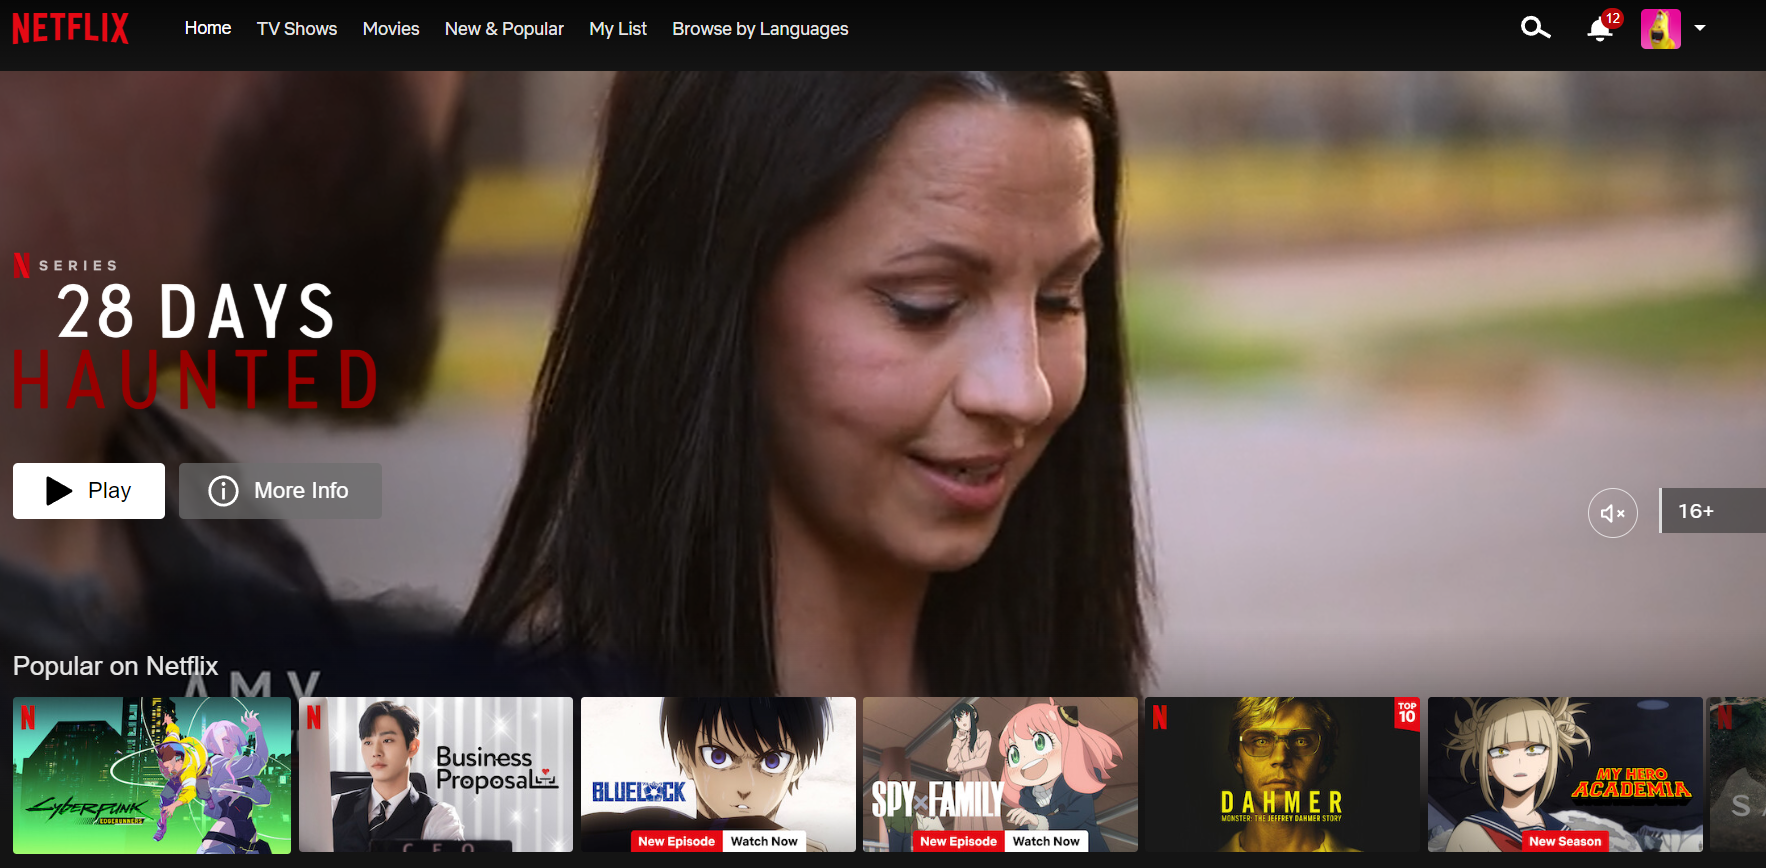 NETFLIX
Home TV Shows Movies New & Popular My List Browse by Languages
12
N SERIES
28 DAYS
HAUNTED
Play More Info
16+
Popular on Netflix
AMY
N
CYBERPUNK
EDGERUNNERS
N
Business
Proposal
CEO
BLUELOCK
New Episode Watch Now
SPY×FAMILY
New Episode Watch Now
N
TOP
10
DAHMER
MONSTER: THE JEFFREY DAHMER STORY
MY HERO
ACADEMIA
New Season
N